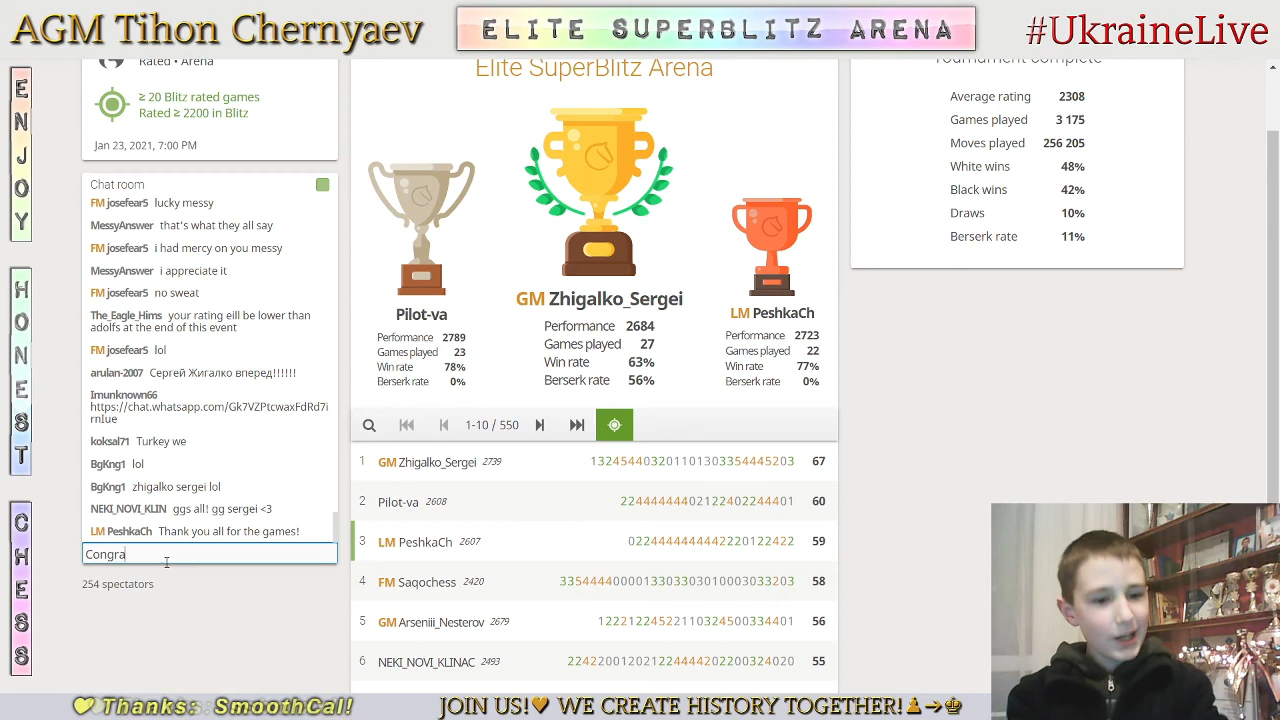 AGM Tihon Chernyaev
ELITE SUPERBLITZ ARENA
#UkraineLive
ENJOY
HONEST
CHESS
Rated • Arena
≥ 20 Blitz rated games
Rated ≥ 2200 in Blitz
Jan 23, 2021, 7:00 PM
Chat room
FM josefear5 lucky messy
MessyAnswer that's what they all say
FM josefear5 i had mercy on you messy
MessyAnswer i appreciate it
FM josefear5 no sweat
The_Eagle_Hims your rating eill be lower than
adolfs at the end of this event
FM josefear5 lol
arulan-2007 Сергей Жигалко вперед!!!!!!
Imunknown66
https://chat.whatsapp.com/Gk7VZPtcwaxFdRd7i
rnIue
koksal71 Turkey we
BgKng1 lol
BgKng1 zhigalko sergei lol
NEKI_NOVI_KLIN ggs all! gg sergei <3
LM PeshkaCh Thank you all for the games!
Congra
254 spectators
Elite SuperBlitz Arena
Pilot-va
Performance 2789
Games played 23
Win rate 78%
Berserk rate 0%
GM Zhigalko_Sergei
Performance 2684
Games played 27
Win rate 63%
Berserk rate 56%
LM PeshkaCh
Performance 2723
Games played 22
Win rate 77%
Berserk rate 0%
1-10 / 550
1 GM Zhigalko_Sergei 2739 132454403201101303354445203 67
2 Pilot-va 2608 22444444402122402244401 60
3 LM PeshkaCh 2607 0224444444442220122422 59
4 FM Saqochess 2420 3354444000013303303010003033203 58
5 GM Arseniii_Nesterov 2679 12221224522110324500334401 56
6 NEKI_NOVI_KLINAC 2493 22422001202122444420220032402​0 55
Tournament complete
Average rating 2308
Games played 3 175
Moves played 256 205
White wins 48%
Black wins 42%
Draws 10%
Berserk rate 11%
Thanks: SmoothCal!
JOIN US!🧡 WE CREATE HISTORY TOGETHER!♟→♚